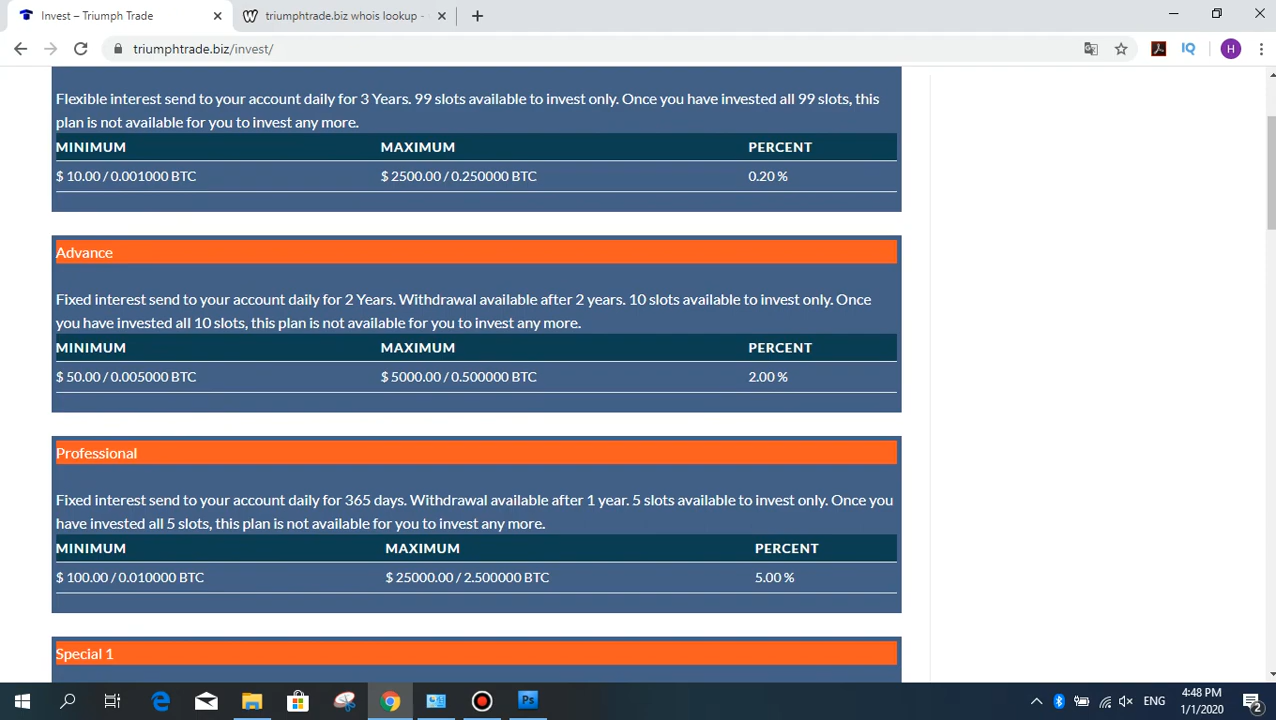 Invest – Triumph Trade
triumphtrade.biz whois lookup -
triumphtrade.biz/invest/
Flexible interest send to your account daily for 3 Years. 99 slots available to invest only. Once you have invested all 99 slots, this
plan is not available for you to invest any more.
MINIMUM MAXIMUM PERCENT
$ 10.00 / 0.001000 BTC $ 2500.00 / 0.250000 BTC 0.20 %
Advance
Fixed interest send to your account daily for 2 Years. Withdrawal available after 2 years. 10 slots available to invest only. Once
you have invested all 10 slots, this plan is not available for you to invest any more.
MINIMUM MAXIMUM PERCENT
$ 50.00 / 0.005000 BTC $ 5000.00 / 0.500000 BTC 2.00 %
Professional
Fixed interest send to your account daily for 365 days. Withdrawal available after 1 year. 5 slots available to invest only. Once you
have invested all 5 slots, this plan is not available for you to invest any more.
MINIMUM MAXIMUM PERCENT
$ 100.00 / 0.010000 BTC $ 25000.00 / 2.500000 BTC 5.00 %
Special 1
ENG
4:48 PM
1/1/2020
2
IQ
H
W
Ps